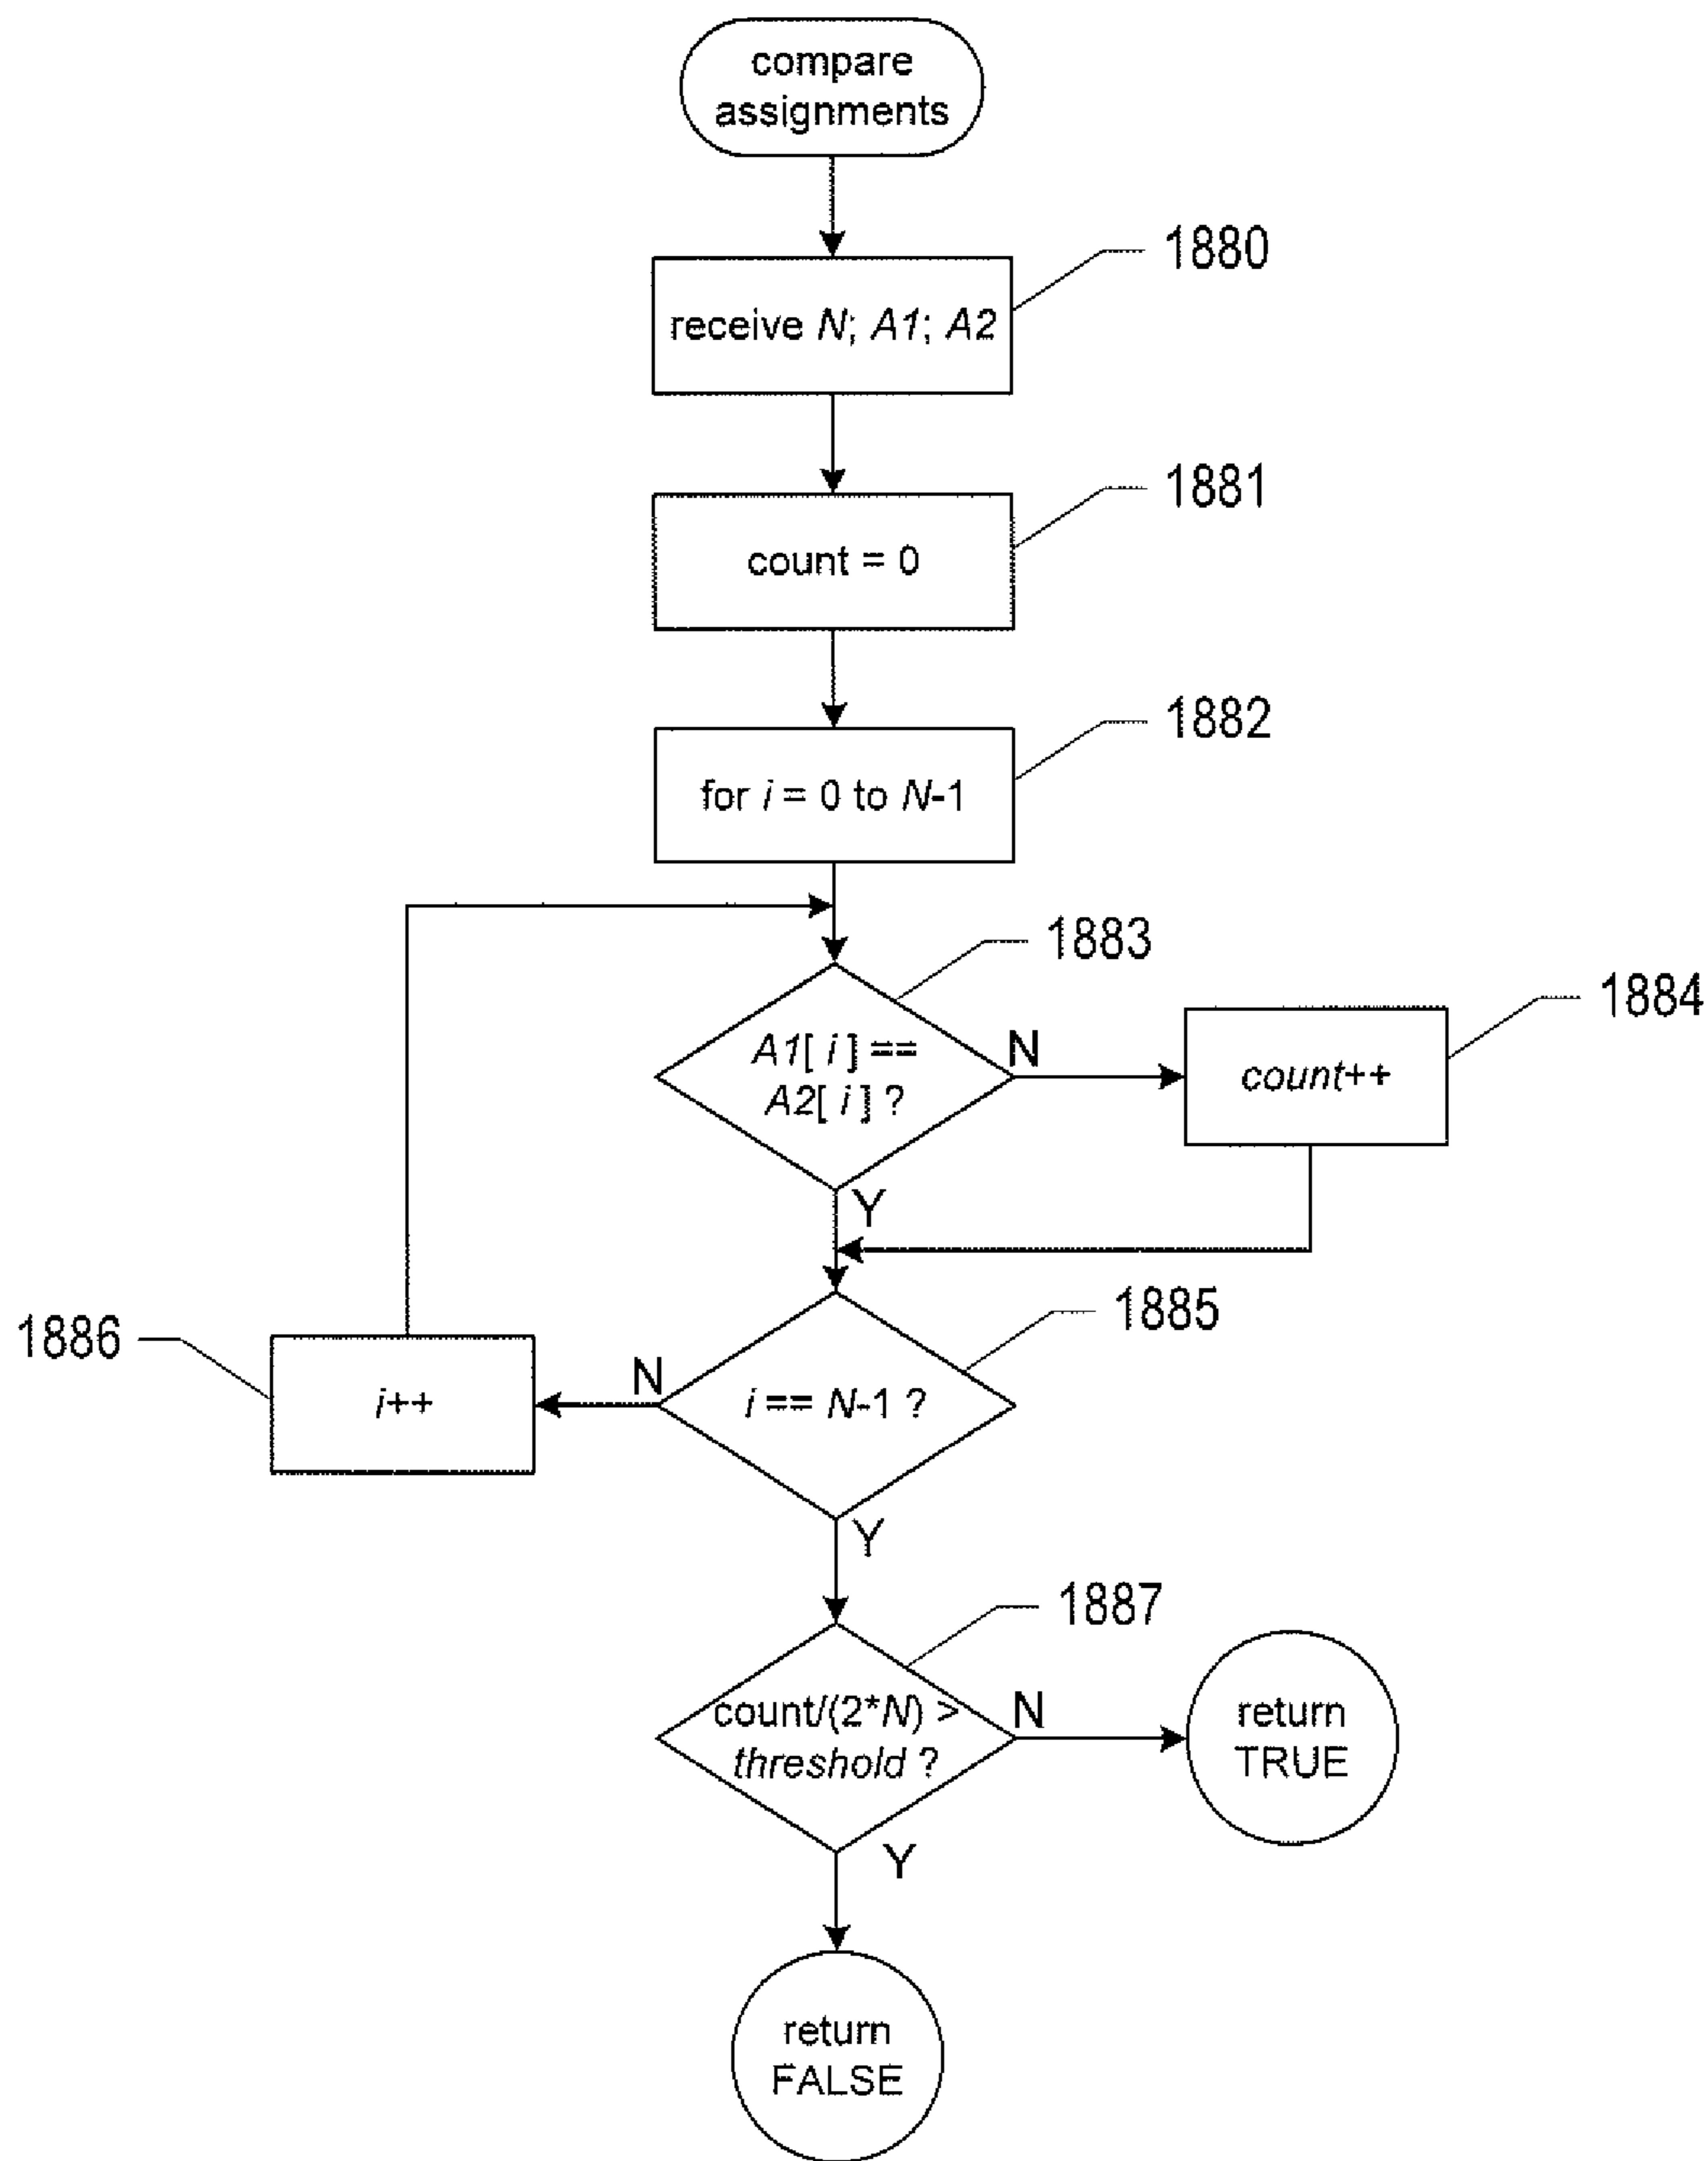 compare
assignments
1880
receive N; A1; A2
1881
count = 0
1882
for i = 0 to N-1
1883
A1[ i ] ==
A2[ i ] ?
N
1884
count++
Y
1885
i == N-1 ?
N
1886
i++
Y
1887
count/(2*N) >
threshold ?
N
return
TRUE
Y
return
FALSE